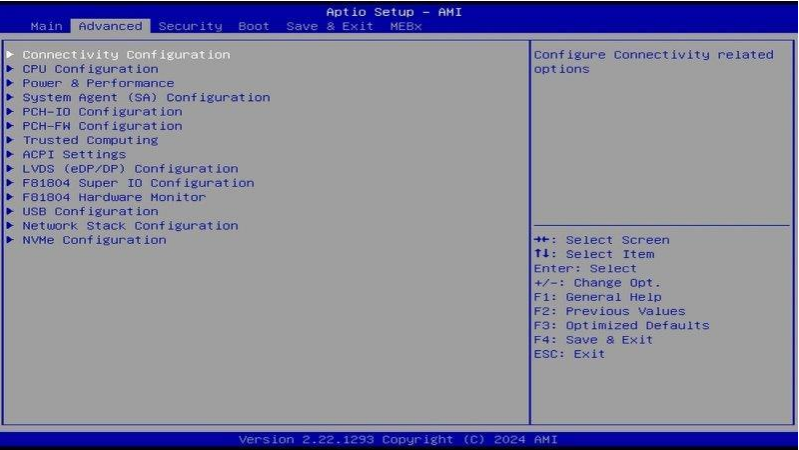 Aptio Setup - AMI
Main Advanced Security Boot Save & Exit MEBx
Connectivity Configuration
CPU Configuration
Power & Performance
System Agent (SA) Configuration
PCH-IO Configuration
PCH-FW Configuration
Trusted Computing
ACPI Settings
LVDS (eDP/DP) Configuration
F81804 Super IO Configuration
F81804 Hardware Monitor
USB Configuration
Network Stack Configuration
NVMe Configuration
Configure Connectivity related
options
→←: Select Screen
↑↓: Select Item
Enter: Select
+/-: Change Opt.
F1: General Help
F2: Previous Values
F3: Optimized Defaults
F4: Save & Exit
ESC: Exit
Version 2.22.1293 Copyright (C) 2024 AMI